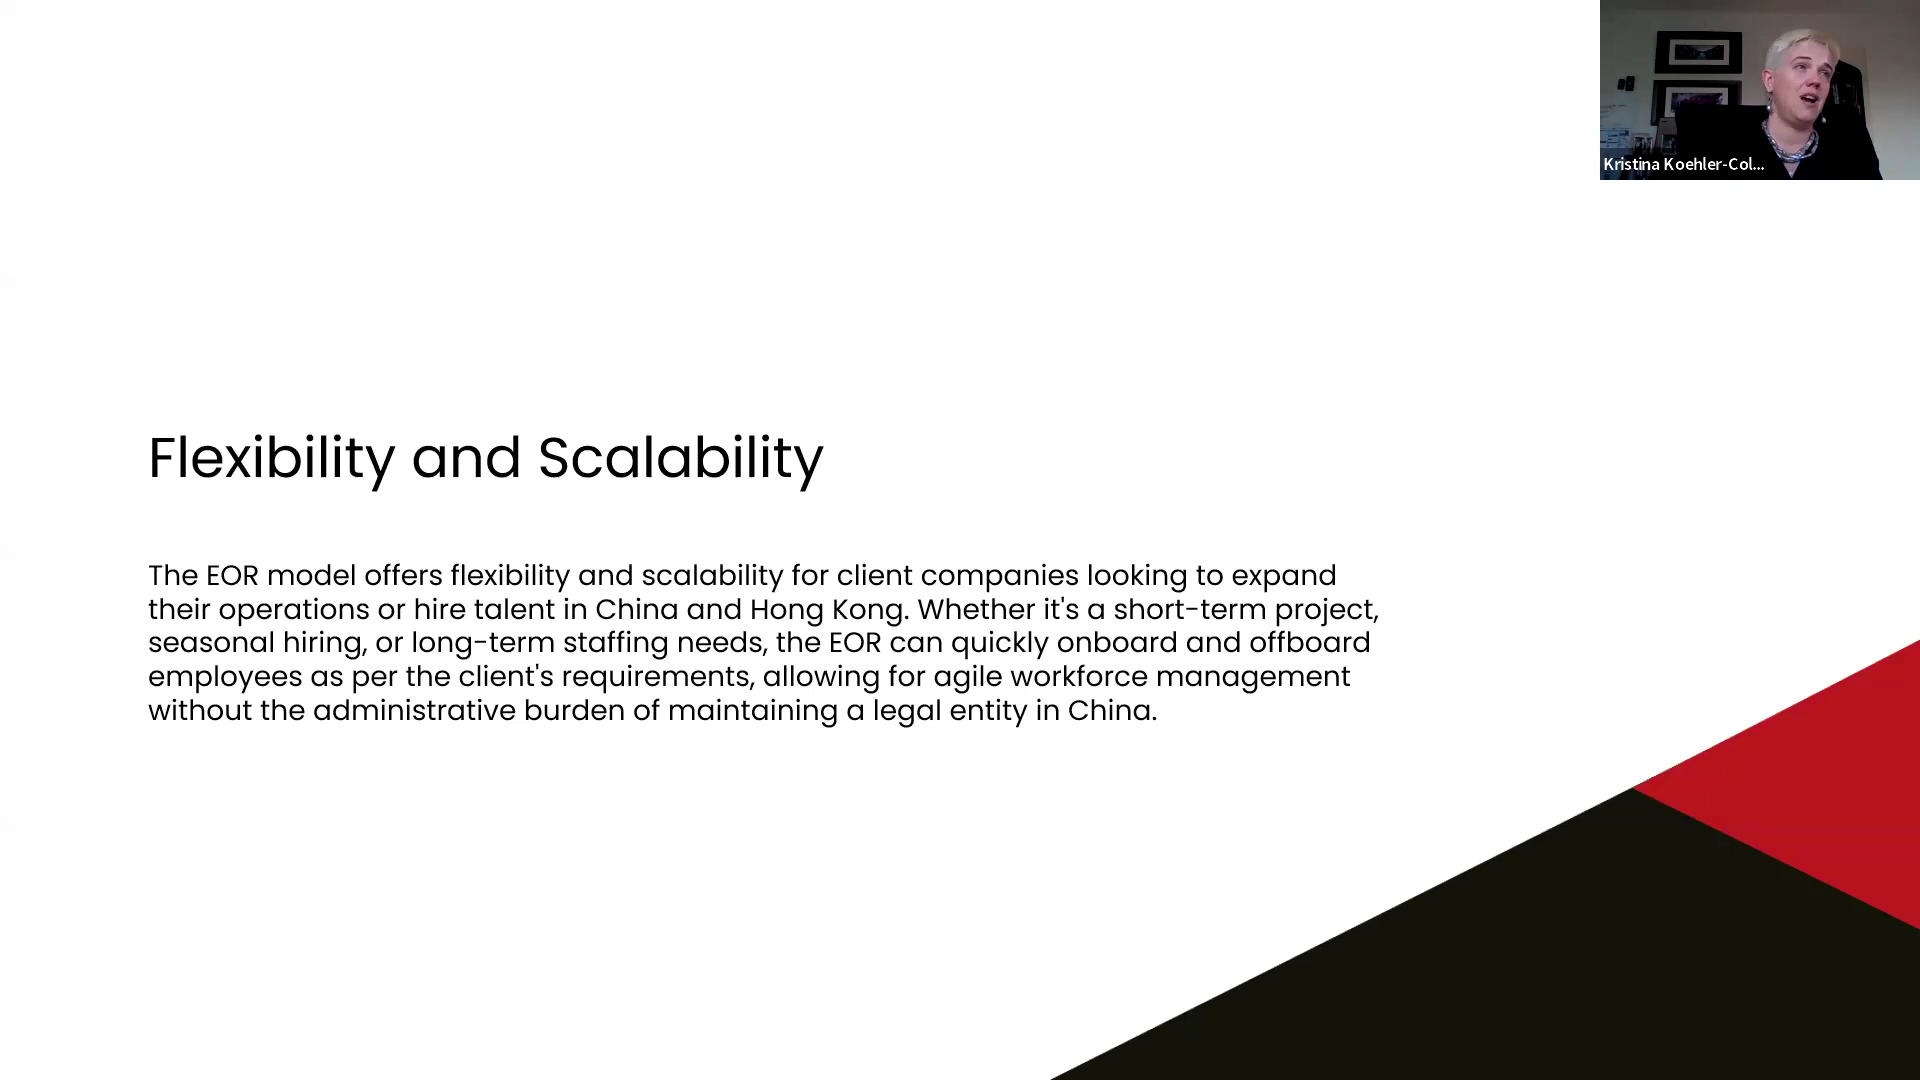 Kristina Koehler-Col...
Flexibility and Scalability
The EOR model offers flexibility and scalability for client companies looking to expand
their operations or hire talent in China and Hong Kong. Whether it's a short-term project,
seasonal hiring, or long-term staffing needs, the EOR can quickly onboard and offboard
employees as per the client's requirements, allowing for agile workforce management
without the administrative burden of maintaining a legal entity in China.